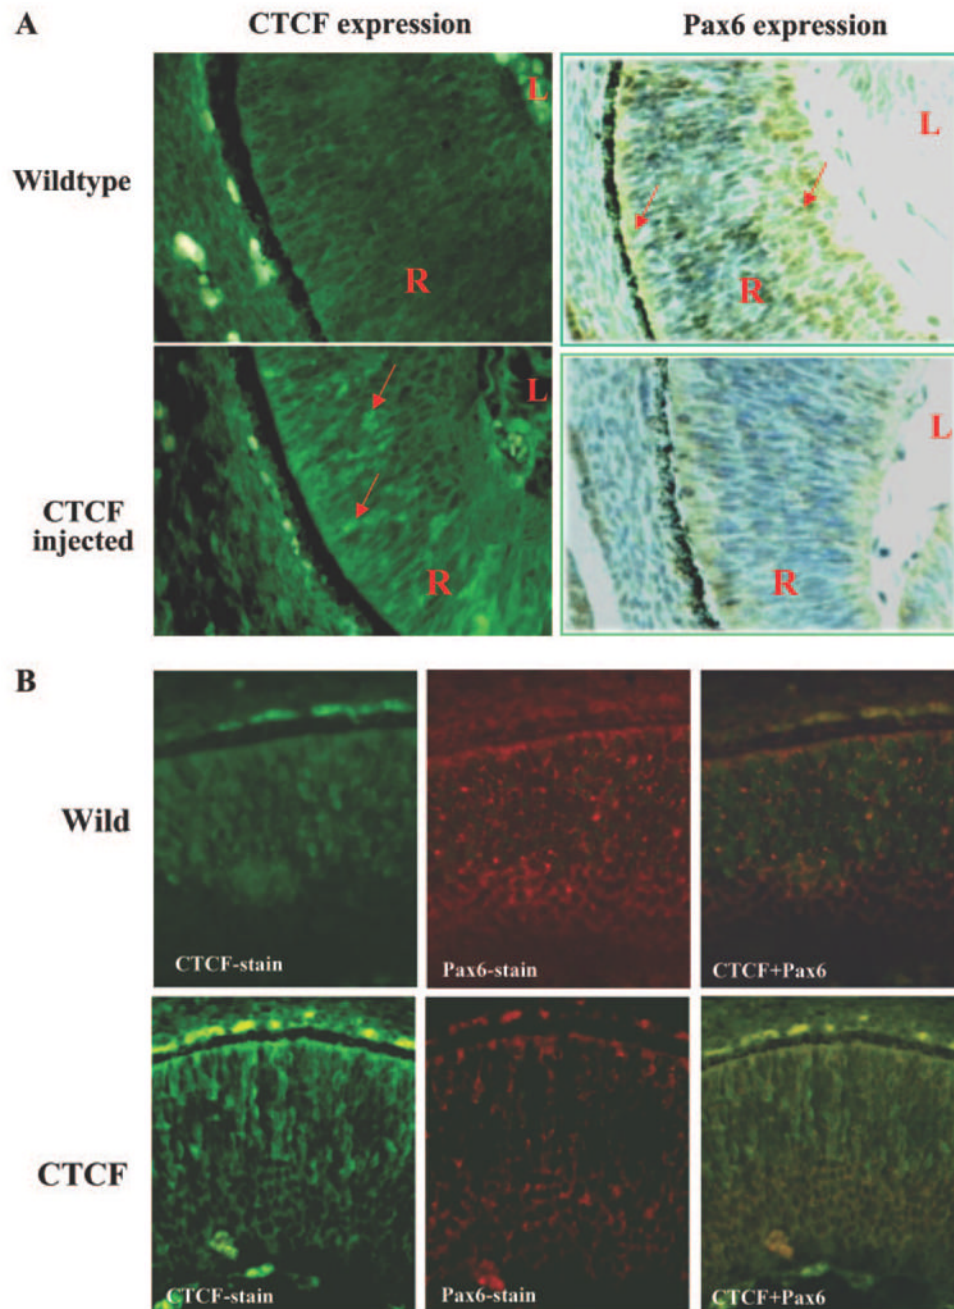 A
CTCF expression
Pax6 expression
Wildtype
L
R
L
R
CTCF
injected
L
R
L
R
B
Wild
CTCF-stain
Pax6-stain
CTCF+Pax6
CTCF
CTCF-stain
Pax6-stain
CTCF+Pax6